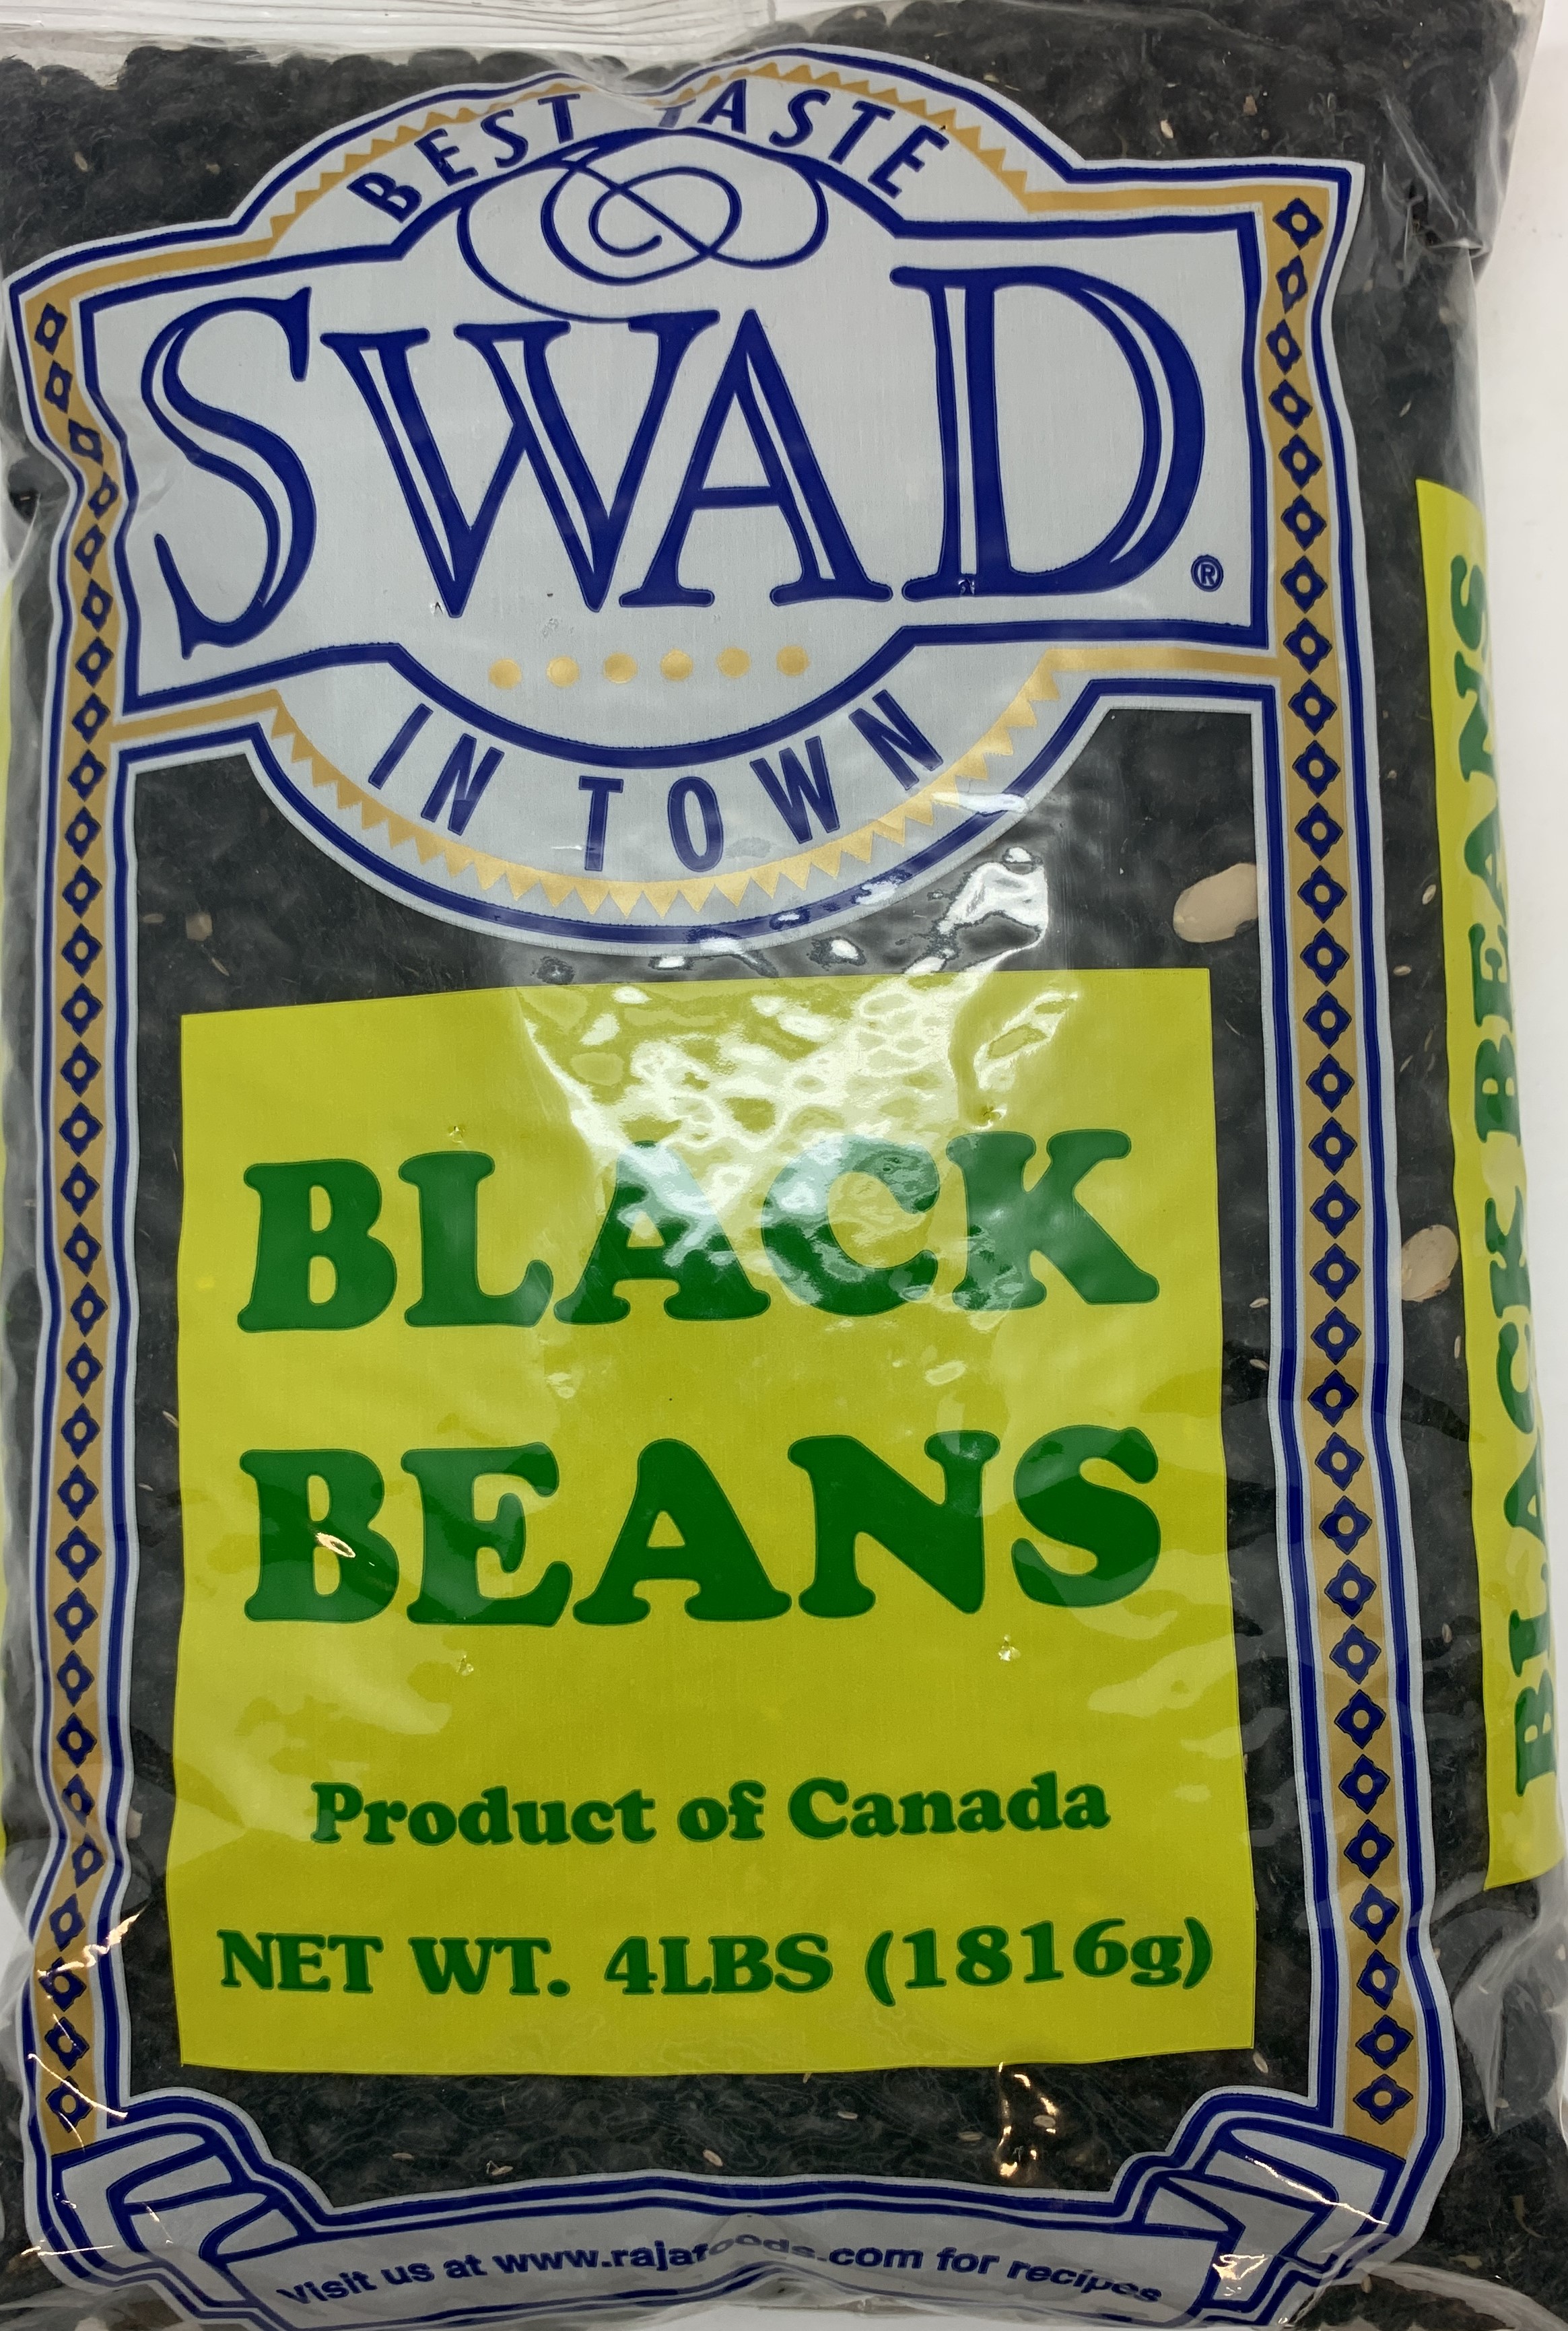 BEST TASTE
SWAD®
IN TOWN
BLACK
BEANS
Product of Canada
NET WT. 4LBS (1816g)
Visit us at www.rajafoods.com for recipes
BLACK BEANS